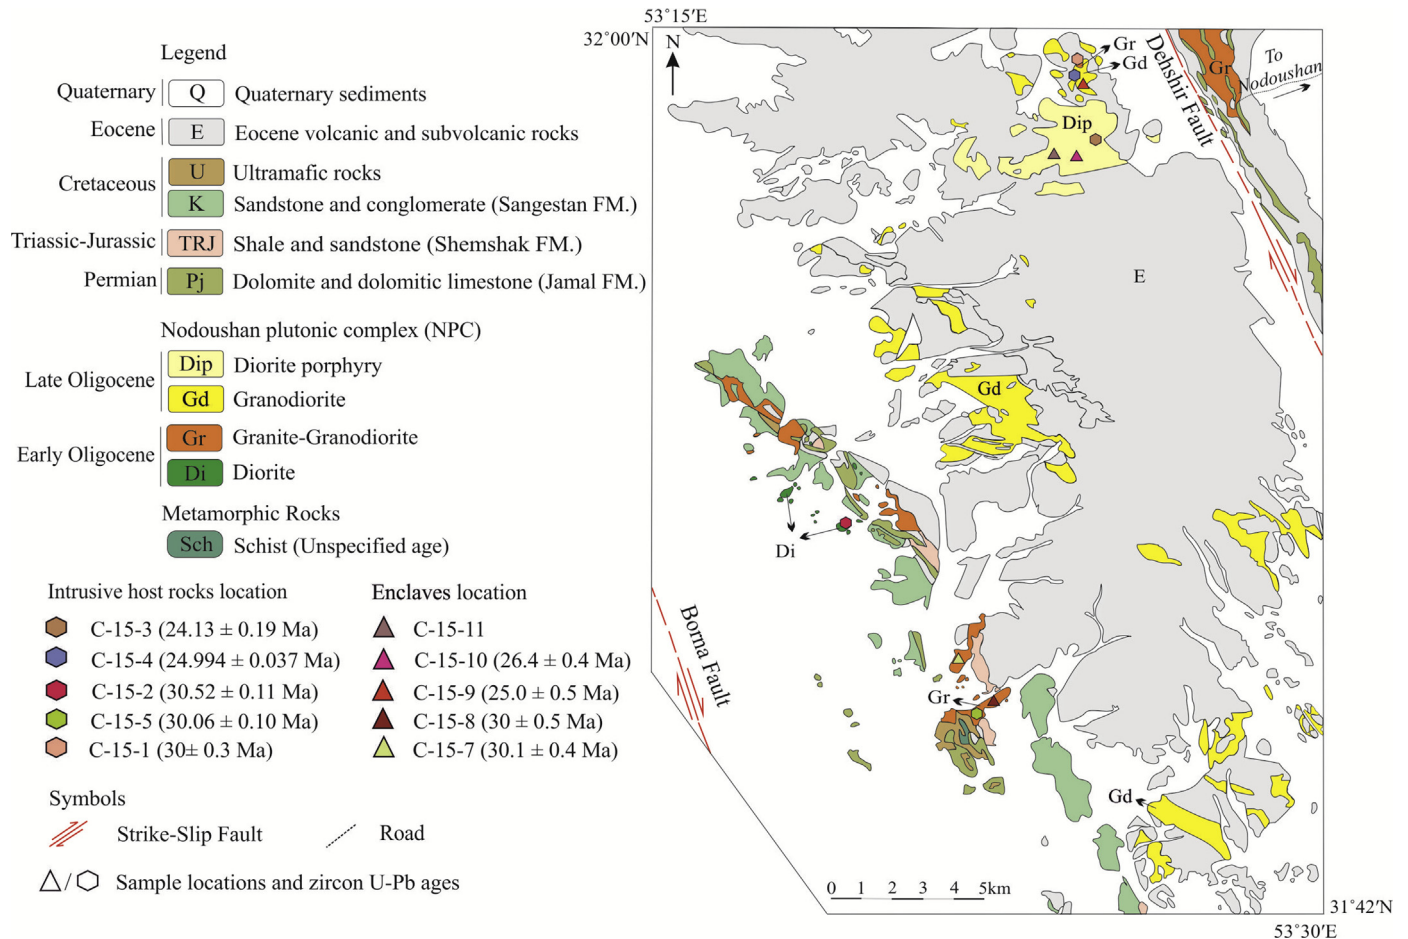 Legend
Quaternary Q Quaternary sediments
Eocene E Eocene volcanic and subvolcanic rocks
Cretaceous
U Ultramafic rocks
K Sandstone and conglomerate (Sangestan FM.)
Triassic-Jurassic TRJ Shale and sandstone (Shemshak FM.)
Permian Pj Dolomite and dolomitic limestone (Jamal FM.)
Nodoushan plutonic complex (NPC)
Late Oligocene
Dip Diorite porphyry
Gd Granodiorite
Early Oligocene
Gr Granite-Granodiorite
Di Diorite
Metamorphic Rocks
Sch Schist (Unspecified age)
Intrusive host rocks location
C-15-3 (24.13 ± 0.19 Ma)
C-15-4 (24.994 ± 0.037 Ma)
C-15-2 (30.52 ± 0.11 Ma)
C-15-5 (30.06 ± 0.10 Ma)
C-15-1 (30± 0.3 Ma)
Enclaves location
C-15-11
C-15-10 (26.4 ± 0.4 Ma)
C-15-9 (25.0 ± 0.5 Ma)
C-15-8 (30 ± 0.5 Ma)
C-15-7 (30.1 ± 0.4 Ma)
Symbols
Strike-Slip Fault
Road
/ Sample locations and zircon U-Pb ages
53˚15′E
32˚00′N
N
Gr
Gd
Dip
Dehshir Fault
Gr
To
Nodoushan
E
Gd
Di
Borna Fault
Gr
Gd
0 1 2 3 4 5km
31˚42′N
53˚30′E